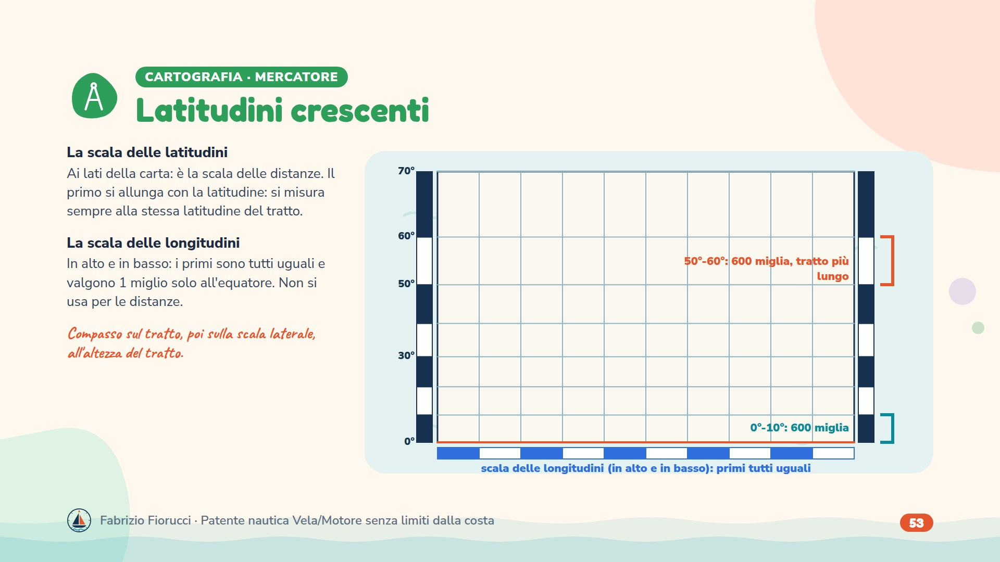 CARTOGRAFIA · MERCATORE
Latitudini crescenti
La scala delle latitudini
Ai lati della carta: è la scala delle distanze. Il
primo si allunga con la latitudine: si misura
sempre alla stessa latitudine del tratto.
La scala delle longitudini
In alto e in basso: i primi sono tutti uguali e
valgono 1 miglio solo all'equatore. Non si
usa per le distanze.
Compasso sul tratto, poi sulla scala laterale,
all'altezza del tratto.
70°
60°
50°-60°: 600 miglia, tratto più
lungo
50°
30°
0°-10°: 600 miglia
0°
scala delle longitudini (in alto e in basso): primi tutti uguali
Fabrizio Fiorucci · Patente nautica Vela/Motore senza limiti dalla costa
53